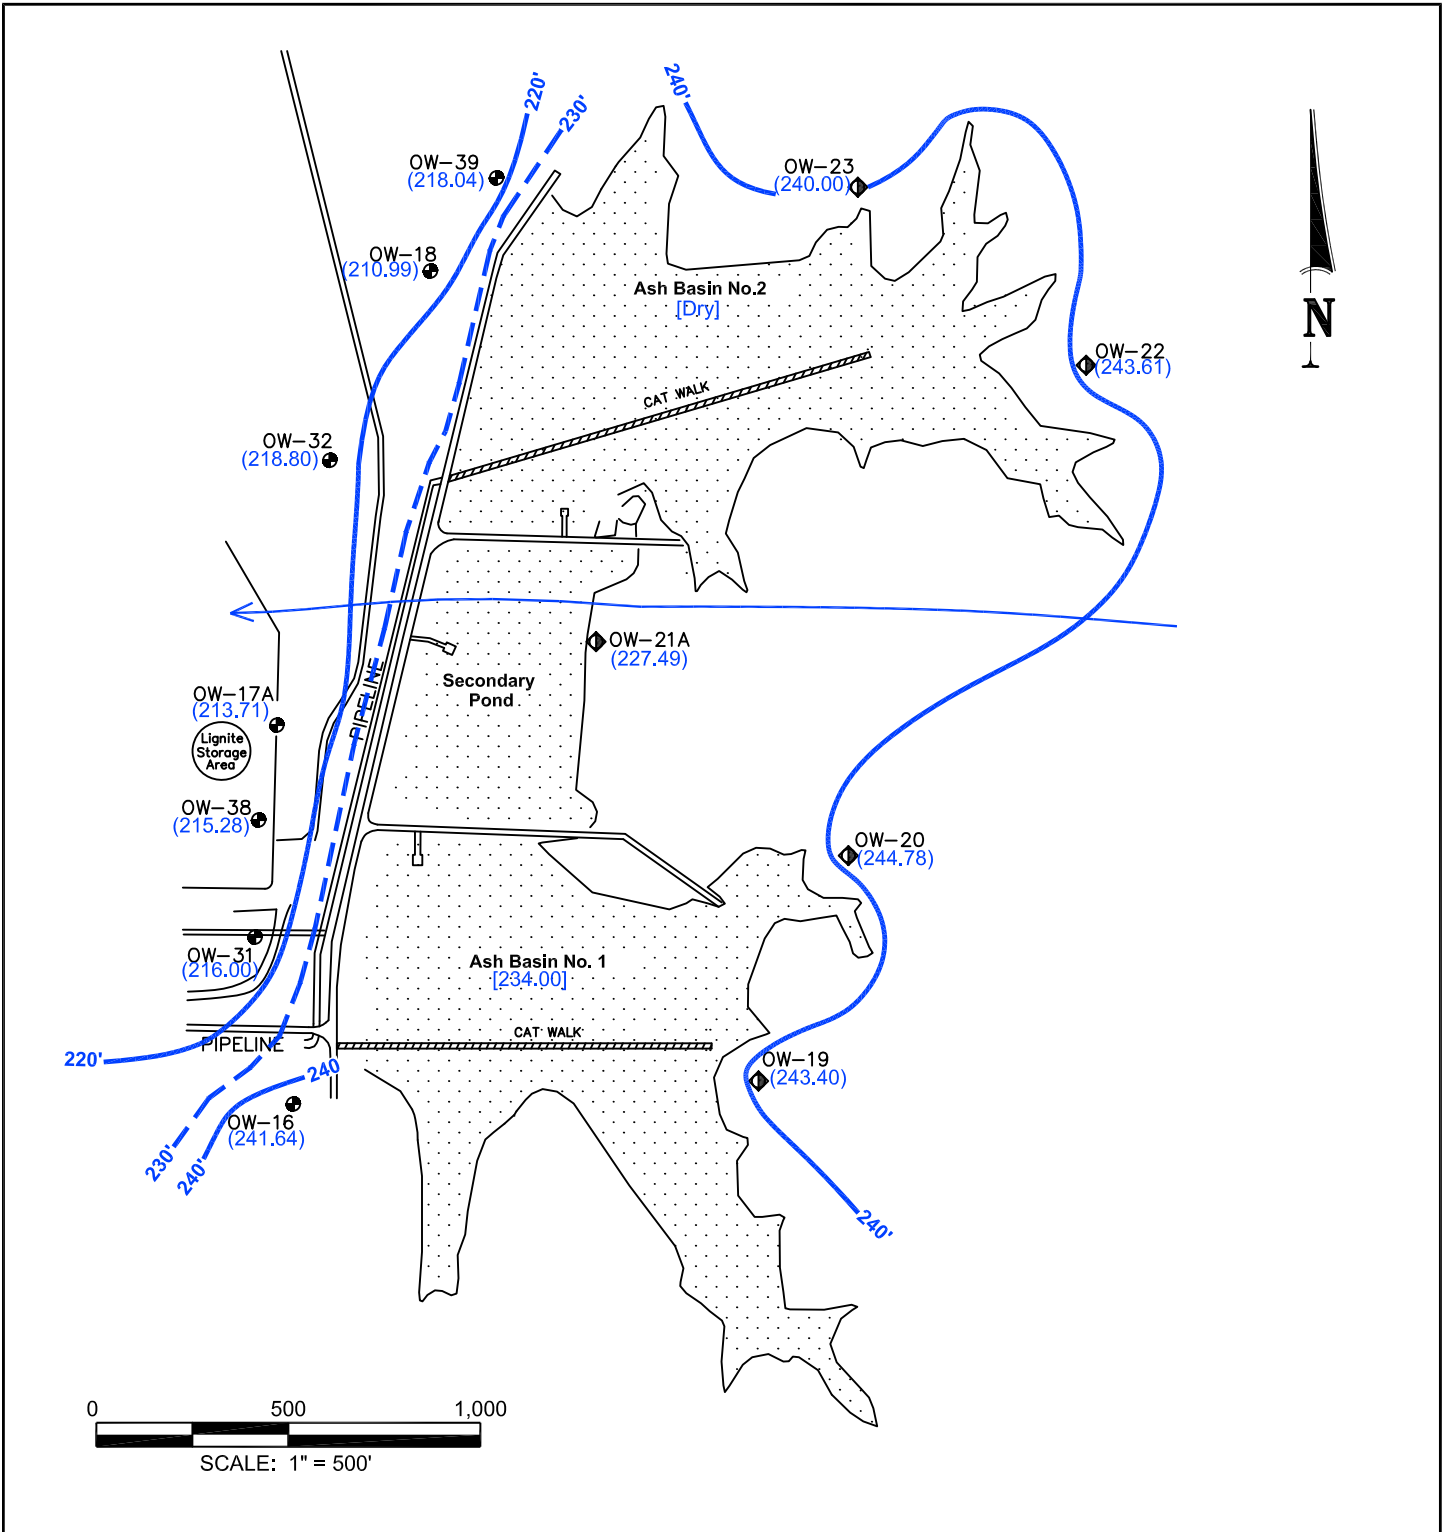 220'
230'
240'
OW-39
(218.04)
OW-23
(240.00)
OW-18
(210.99)
Ash Basin No.2
[Dry]
N
OW-22
(243.61)
CAT WALK
OW-32
(218.80)
OW-21A
(227.49)
Secondary
Pond
PIPELINE
OW-17A
(213.71)
Lignite
Storage
Area
OW-38
(215.28)
OW-20
(244.78)
OW-31
(216.00)
Ash Basin No. 1
[234.00]
CAT WALK
PIPELINE
220'
240
OW-19
(243.40)
OW-16
(241.64)
230'
240'
240'
0 500 1,000
SCALE: 1" = 500'